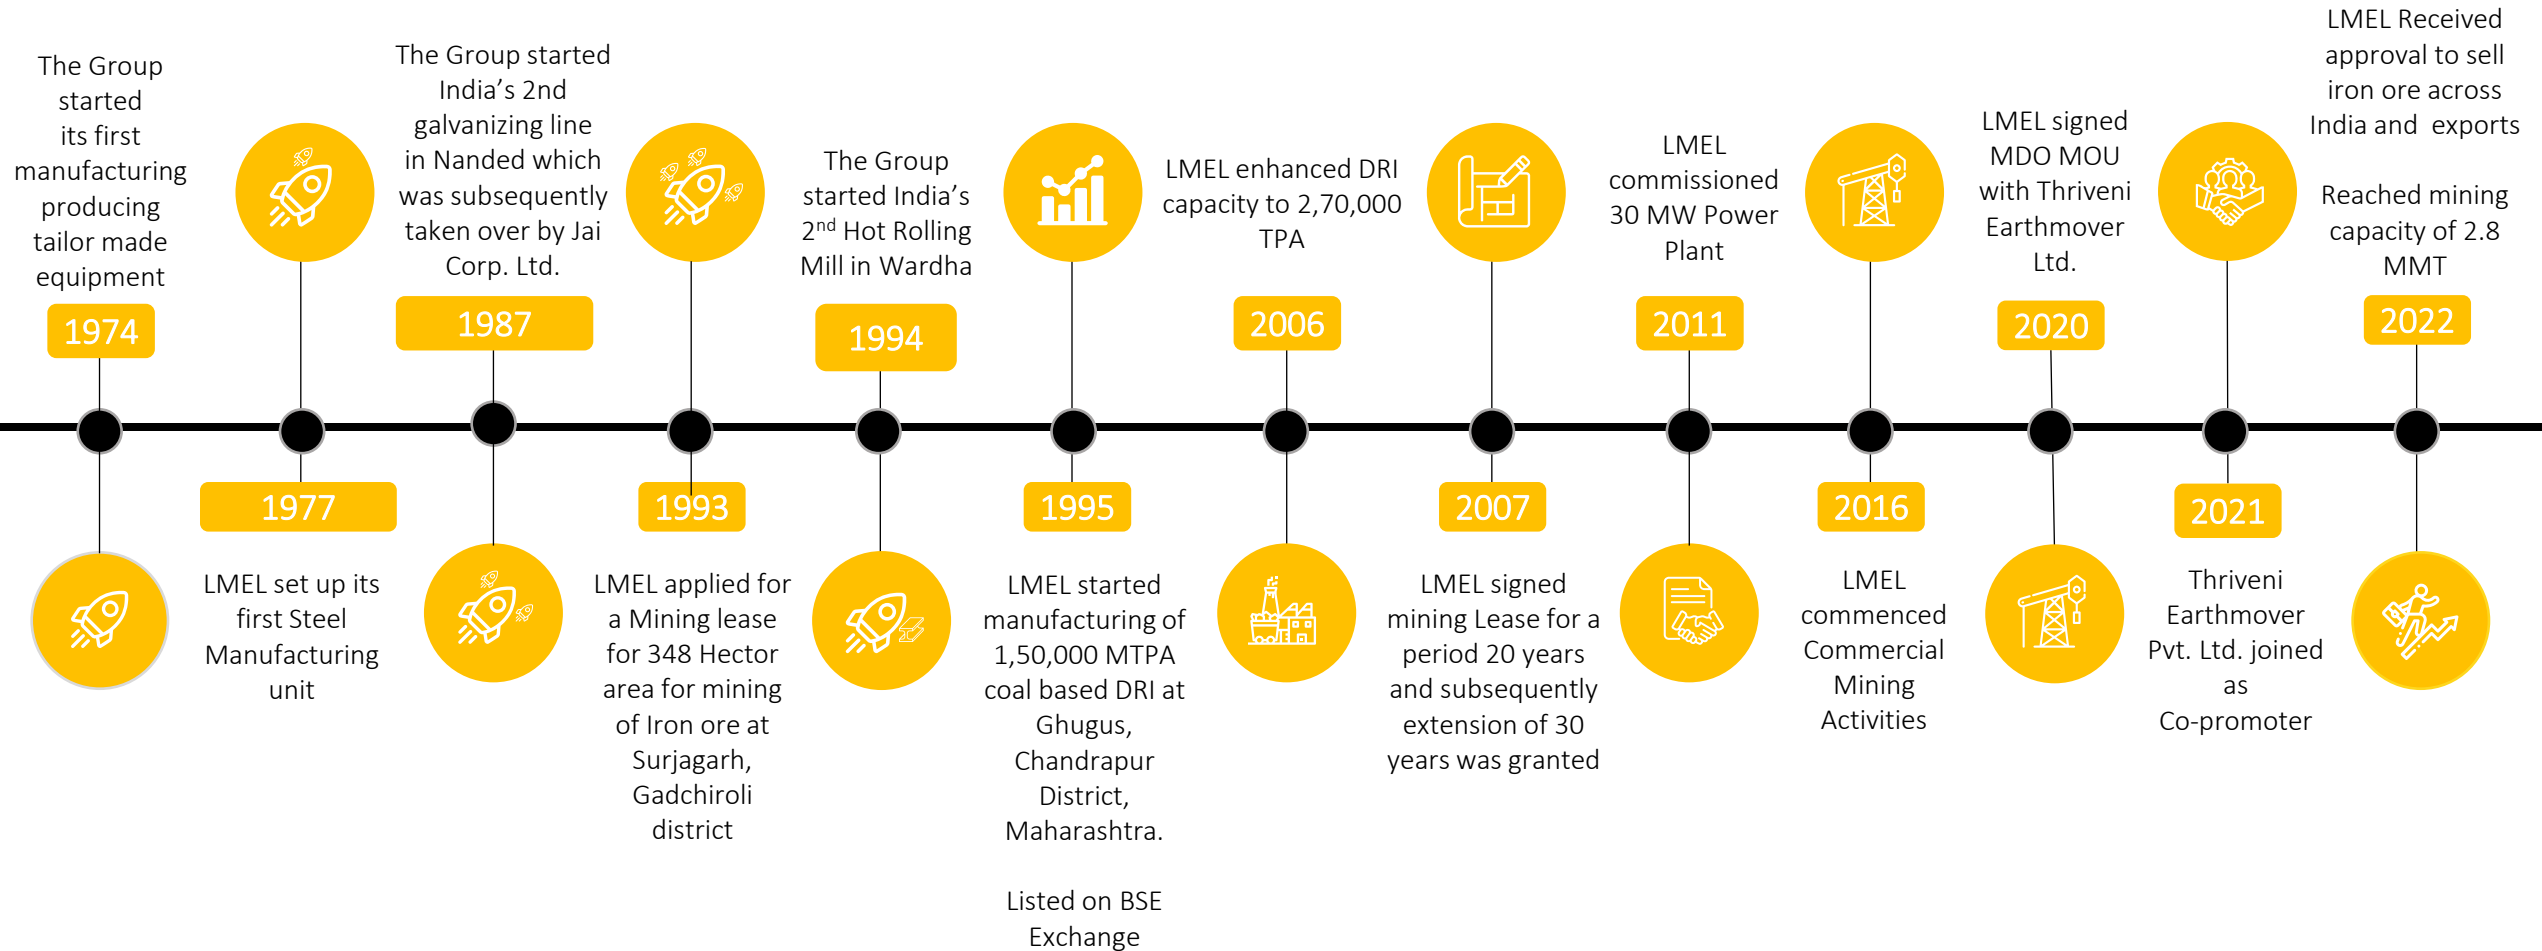 The Group
started
its first
manufacturing
producing
tailor made
equipment
1974
1977
LMEL set up its
first Steel
Manufacturing
unit
The Group started
India’s 2nd
galvanizing line
in Nanded which
was subsequently
taken over by Jai
Corp. Ltd.
1987
1993
LMEL applied for
a Mining lease
for 348 Hector
area for mining
of Iron ore at
Surjagarh,
Gadchiroli
district
The Group
started India’s
2nd Hot Rolling
Mill in Wardha
1994
1995
LMEL started
manufacturing of
1,50,000 MTPA
coal based DRI at
Ghugus,
Chandrapur
District,
Maharashtra.
Listed on BSE
Exchange
LMEL enhanced DRI
capacity to 2,70,000
TPA
2006
2007
LMEL signed
mining Lease for a
period 20 years
and subsequently
extension of 30
years was granted
LMEL
commissioned
30 MW Power
Plant
2011
2016
LMEL
commenced
Commercial
Mining
Activities
LMEL signed
MDO MOU
with Thriveni
Earthmover
Ltd.
2020
2021
Thriveni
Earthmover
Pvt. Ltd. joined
as
Co-promoter
LMEL Received
approval to sell
iron ore across
India and  exports
Reached mining
capacity of 2.8
MMT
2022